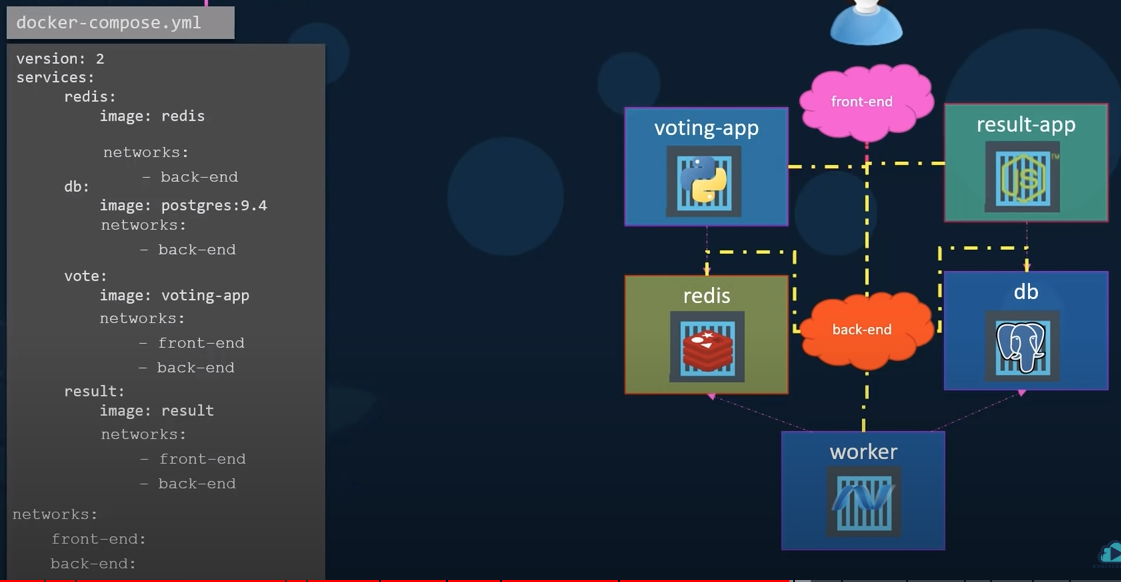 docker-compose.yml
version: 2
services:
redis:
image: redis
networks:
- back-end
db:
image: postgres:9.4
networks:
- back-end
vote:
image: voting-app
networks:
- front-end
- back-end
result:
image: result
networks:
- front-end
- back-end
networks:
front-end:
back-end:
front-end
voting-app
result-app
JS
TM
redis
back-end
db
worker